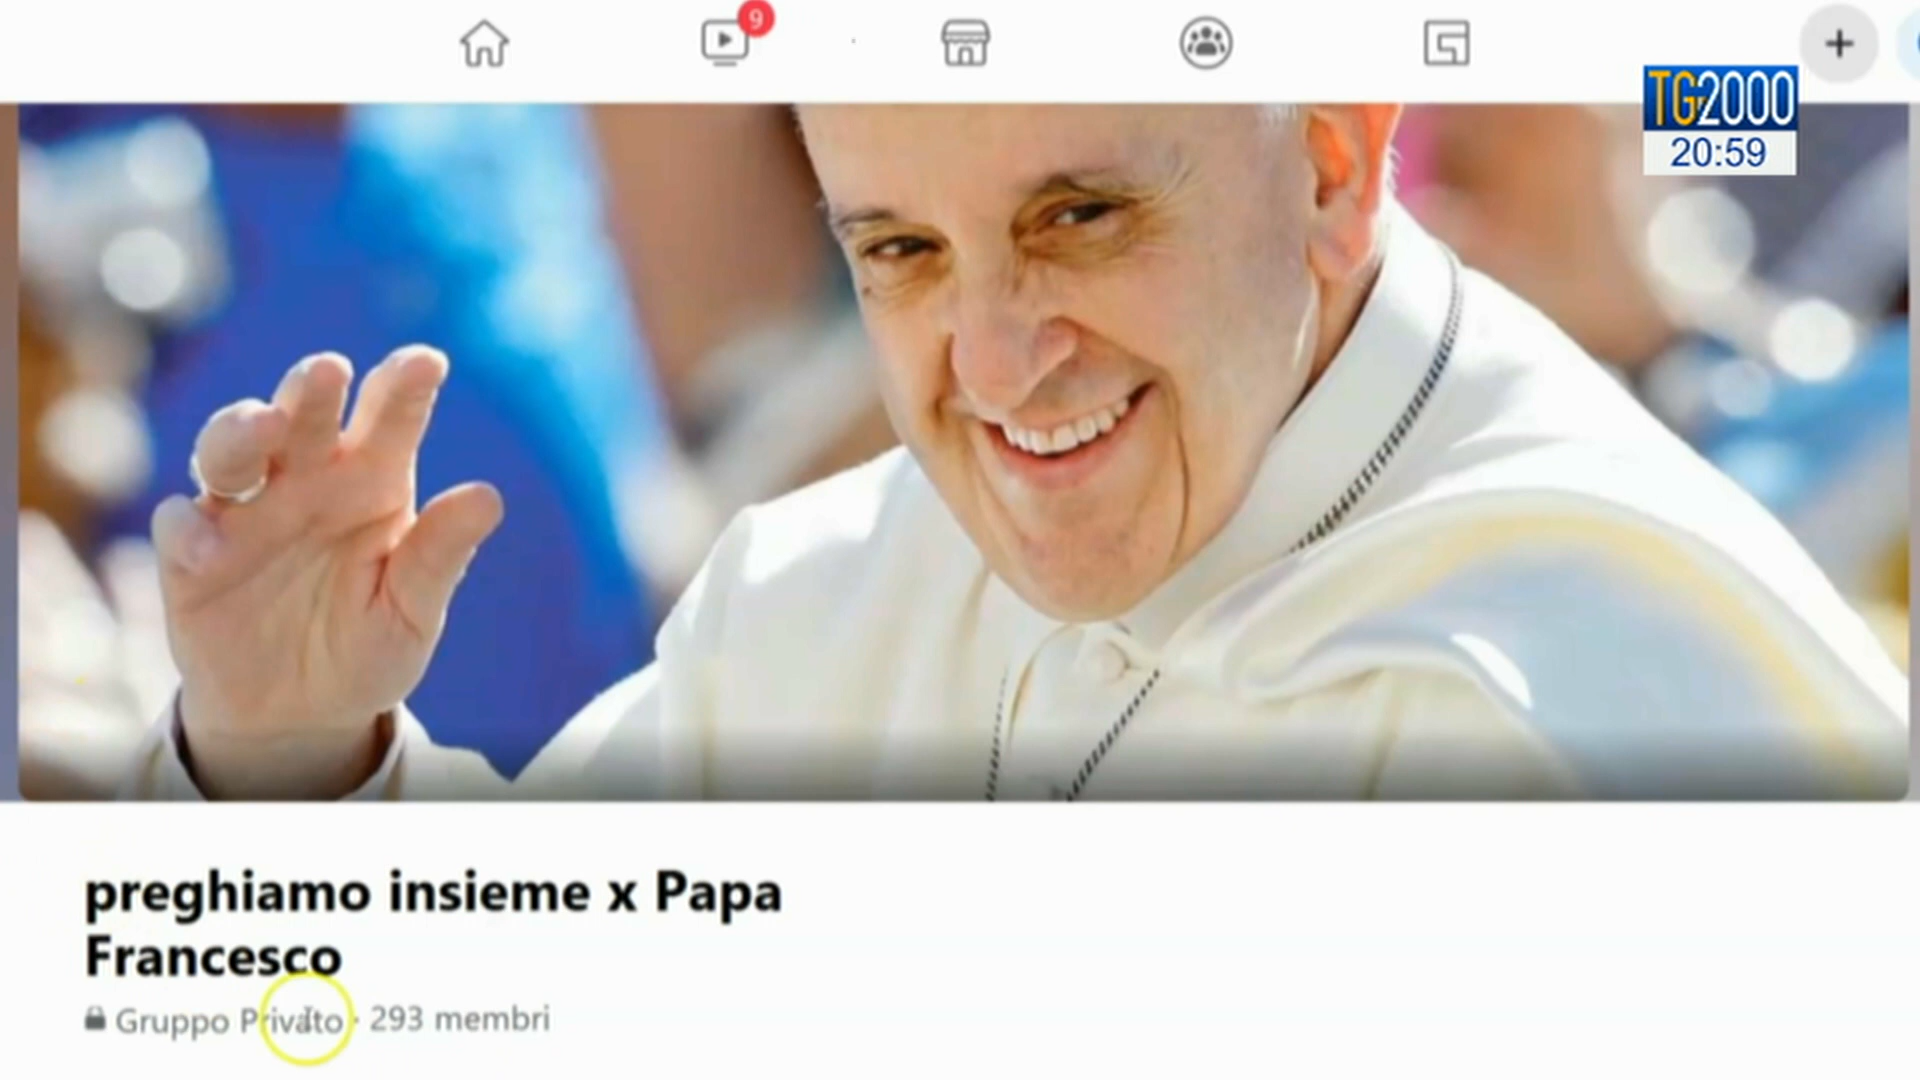 9
TG2000
20:59
preghiamo insieme x Papa
Francesco
Gruppo Privato · 293 membri